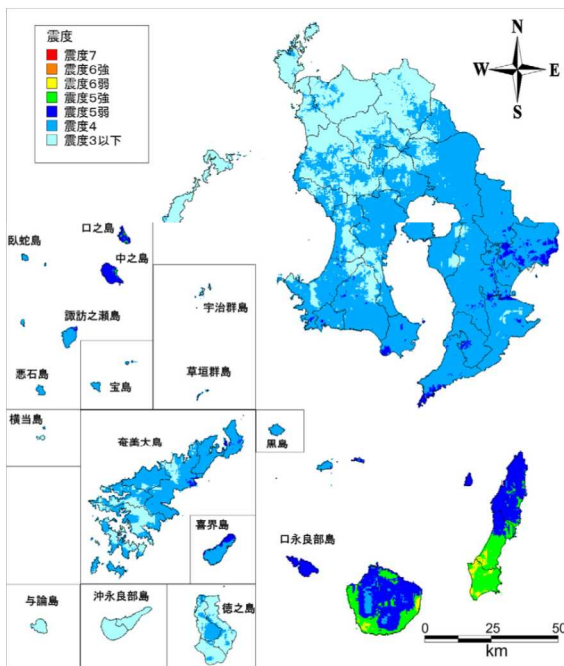 震度
震度7
震度6強
震度6弱
震度5強
震度5弱
震度4
震度3以下
N
W
E
S
口之島
臥蛇島
中之島
諏訪之瀬島
宇治群島
悪石島
宝島
草垣群島
横当島
奄美大島
黒島
喜界島
口永良部島
与論島
沖永良部島
徳之島
0 25 50
km